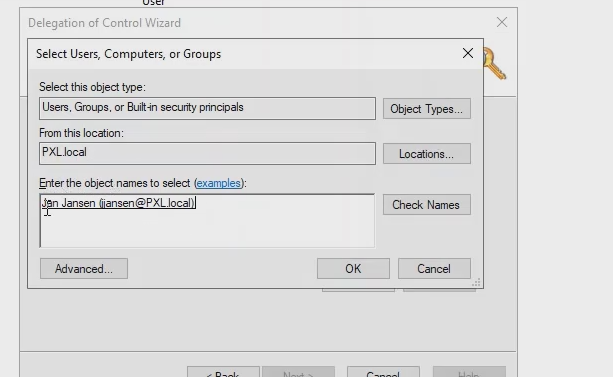 User
Delegation of Control Wizard
Select Users, Computers, or Groups
Select this object type:
Users, Groups, or Built-in security principals
Object Types...
From this location:
PXL.local
Locations...
Enter the object names to select (examples):
Jan Jansen (jjansen@PXL.local)
Check Names
Advanced...
OK
Cancel
< Back
Next >
Cancel
Help